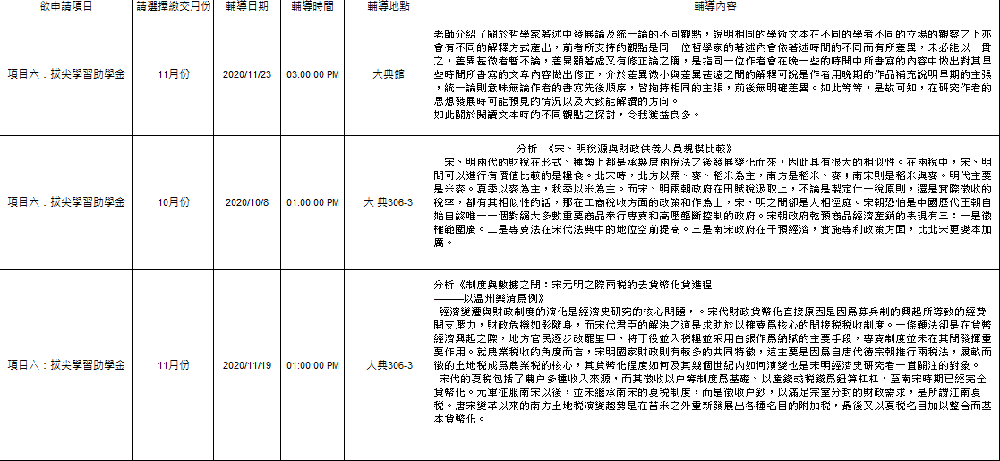 欲申請項目 請選擇繳交月份 輔導日期 輔導時間 輔導地點 輔導內容
項目六：拔尖學習助學金 11月份 2020/11/23 03:00:00 PM 大典館
老師介紹了關於哲學家著述中發展論及統一論的不同觀點，說明相同的學術文本在不同的學者不同的立場的觀察之下亦
會有不同的解釋方式產出，前者所支持的觀點是同一位哲學家的著述內會依著述時間的不同而有所差異，未必能以一貫
之，差異甚微者暫不論，差異顯著處又有修正論之稱，是指同一作者會在晚一些的時間中所書寫的內容中做出對其早
些時間所書寫的文章內容做出修正，介於差異微小與差異甚遠之間的解釋可說是作者用晚期的作品補充說明早期的主張
，統一論則意味無論作者的書寫先後順序，皆抱持相同的主張，前後無明確差異。如此等等，是故可知，在研究作者的
思想發展時可能預見的情況以及大致能解讀的方向。
如此關於閱讀文本時的不同觀點之探討，令我獲益良多。
項目六：拔尖學習助學金 10月份 2020/10/8 01:00:00 PM 大 典306-3
分析 《宋、明稅源與財政供養人員規模比較》
宋、明兩代的財稅在形式、種類上都是承襲唐兩稅法之後發展變化而來，因此具有很大的相似性。在兩稅中，宋、明
間可以進行有價值比較的是糧食。北宋時，北方以粟、麥、稻米為主，南方是稻米、麥；南宋則是稻米與麥。明代主要
是米麥。夏季以麥為主，秋季以米為主。而宋、明兩朝政府在田賦稅汲取上，不論是製定什一稅原則，還是實際徵收的
稅率，都有其相似性的話，那在工商稅收方面的政策和作為上，宋、明之間卻是大相徑庭。宋朝恐怕是中國歷代王朝自
始自終唯一一個對絕大多數重要商品奉行專賣和高壓壟斷控制的政府。宋朝政府乾預商品經濟產銷的表現有三：一是徵
榷範圍廣。二是專賣法在宋代法典中的地位空前提高。三是南宋政府在干預經濟，實施專利政策方面，比北宋更變本加
厲。
項目六：拔尖學習助學金 11月份 2020/11/19 01:00:00 PM 大典306-3
分析《制度與數據之間：宋元明之際兩稅的去貨幣化貨進程
———以温州樂清爲例》
經濟變遷與財政制度的演化是經濟史研究的核心問題，。宋代財政貨幣化直接原因是因爲募兵制的興起所導致的經費
開支壓力，財政危機如影隨身，而宋代君臣的解決之道是求助於以榷賣爲核心的間接税税收制度。一條鞭法卻是在貨幣
經濟興起之際，地方官民逐步改罷里甲、將丁役並入税糧並采用白銀作爲納賦的主要手段，專賣制度並未在其間發揮重
要作用。就農業税收的角度而言，宋明國家財政則有較多的共同特徵，這主要是因爲自唐代德宗朝推行兩税法，履畝而
徵的土地税成爲農業税的核心，其貨幣化程度如何及其幾個世紀内如何演變也是宋明經濟史研究者一直關注的對象。
宋代的夏税包括了農户多種收入來源，而其徵收以户等制度爲基礎、以産錢或税錢爲鈕算杠杠，至南宋時期已經完全
貨幣化。元軍征服南宋以後，並未繼承南宋的夏税制度，而是徵收户鈔，以滿足宗室分封的財政需求，是所謂江南夏
税。唐宋變革以來的南方土地税演變趨勢是在苗米之外重新發展出各種名目的附加税，最後又以夏税名目加以整合而基
本貨幣化。